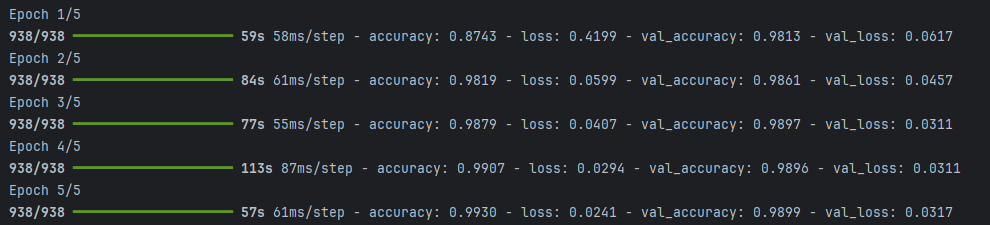 Epoch 1/5
938/938 ━━━━━━━━━━━━━━━━━━━━ 59s 58ms/step - accuracy: 0.8743 - loss: 0.4199 - val_accuracy: 0.9813 - val_loss: 0.0617
Epoch 2/5
938/938 ━━━━━━━━━━━━━━━━━━━━ 84s 61ms/step - accuracy: 0.9819 - loss: 0.0599 - val_accuracy: 0.9861 - val_loss: 0.0457
Epoch 3/5
938/938 ━━━━━━━━━━━━━━━━━━━━ 77s 55ms/step - accuracy: 0.9879 - loss: 0.0407 - val_accuracy: 0.9897 - val_loss: 0.0311
Epoch 4/5
938/938 ━━━━━━━━━━━━━━━━━━━━ 113s 87ms/step - accuracy: 0.9907 - loss: 0.0294 - val_accuracy: 0.9896 - val_loss: 0.0311
Epoch 5/5
938/938 ━━━━━━━━━━━━━━━━━━━━ 57s 61ms/step - accuracy: 0.9930 - loss: 0.0241 - val_accuracy: 0.9899 - val_loss: 0.0317